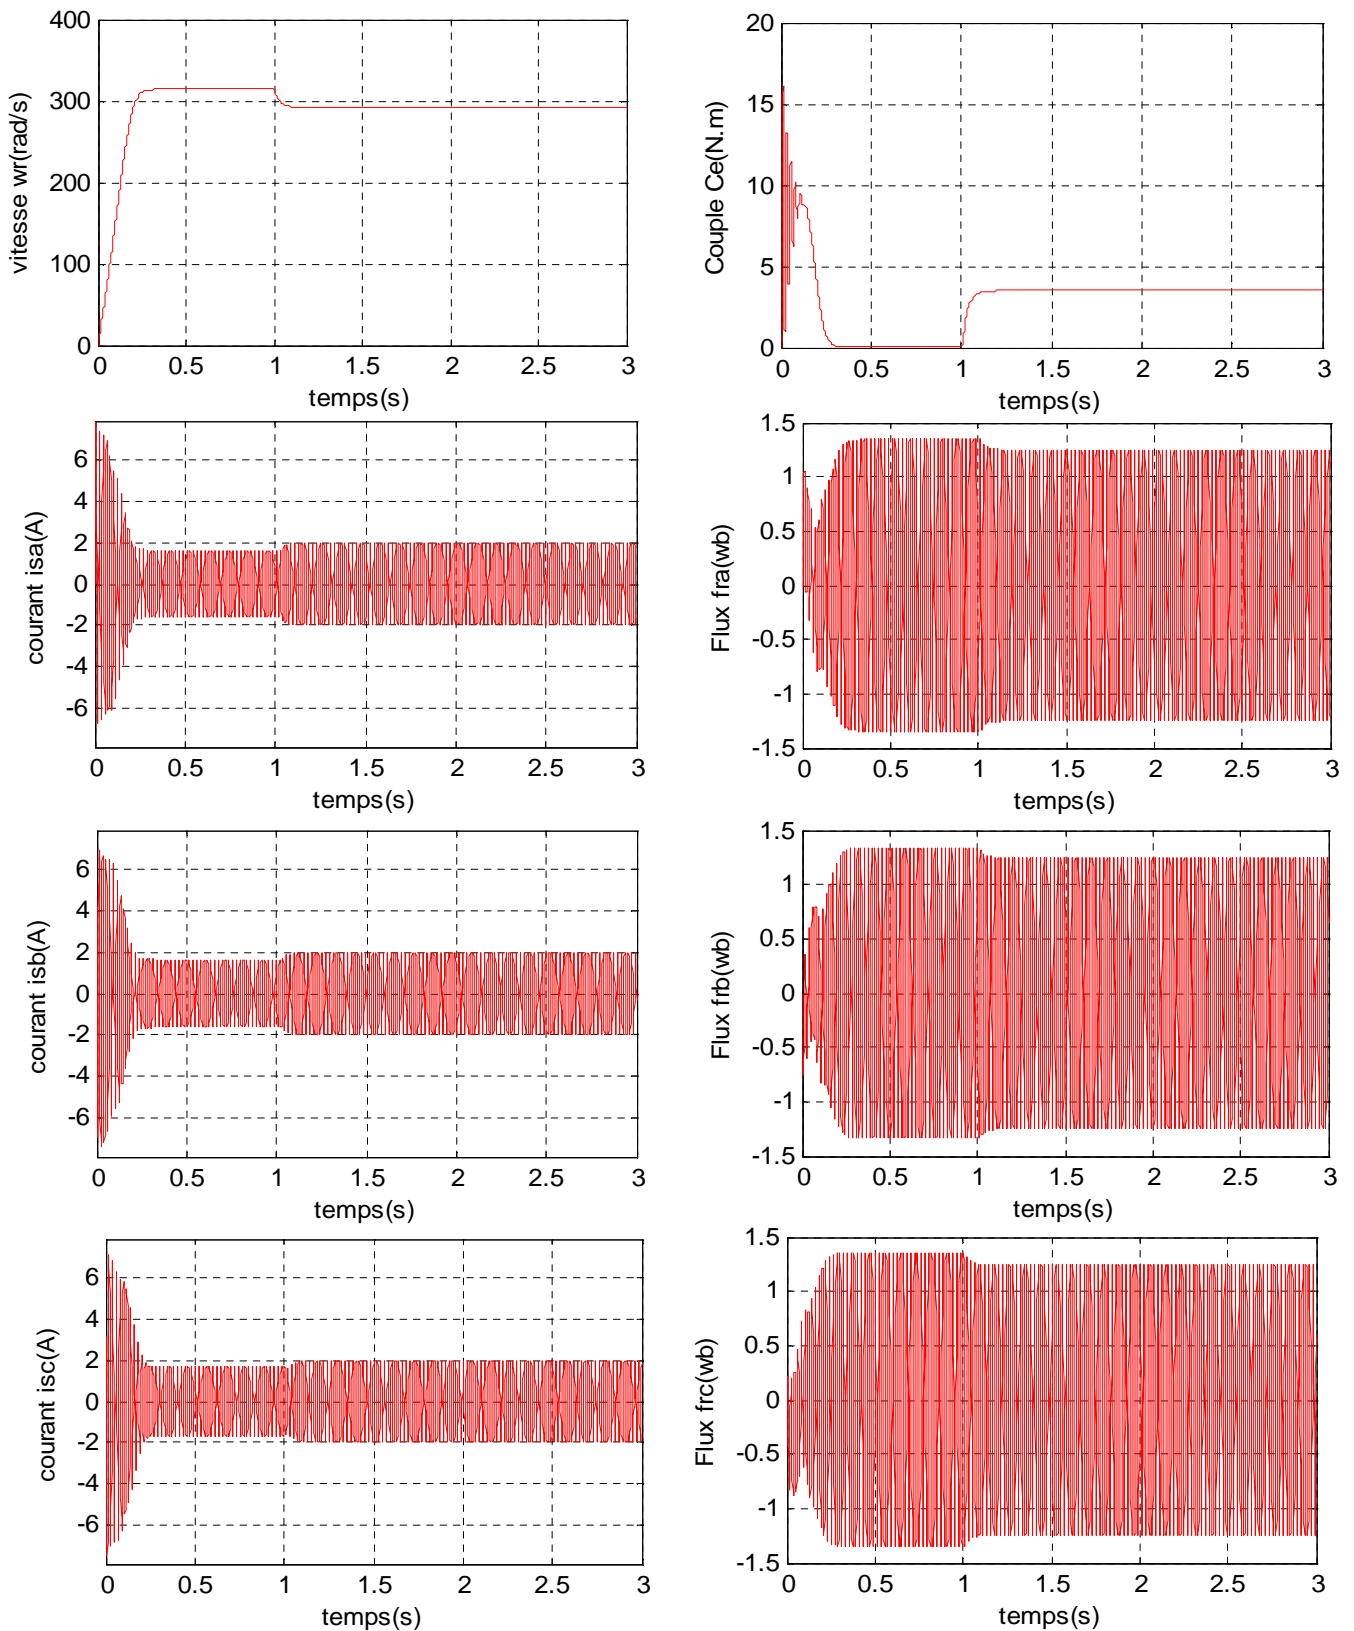 400
300
200
100
0
vitesse wr(rad/s)
0 0.5 1 1.5 2 2.5 3
temps(s)
20
15
10
5
0
Couple Ce(N.m)
0 0.5 1 1.5 2 2.5 3
temps(s)
6
4
2
0
-2
-4
-6
courant isa(A)
0 0.5 1 1.5 2 2.5 3
temps(s)
1.5
1
0.5
0
-0.5
-1
-1.5
Flux fra(wb)
0 0.5 1 1.5 2 2.5 3
temps(s)
6
4
2
0
-2
-4
-6
courant isb(A)
0 0.5 1 1.5 2 2.5 3
temps(s)
1.5
1
0.5
0
-0.5
-1
-1.5
Flux frb(wb)
0 0.5 1 1.5 2 2.5 3
temps(s)
6
4
2
0
-2
-4
-6
courant isc(A)
0 0.5 1 1.5 2 2.5 3
temps(s)
1.5
1
0.5
0
-0.5
-1
-1.5
Flux frc(wb)
0 0.5 1 1.5 2 2.5 3
temps(s)